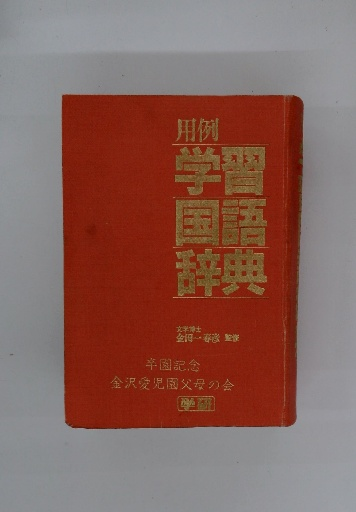 用例
学習
国語
辞典
文学博士
金田一春彦 監修
卒園記念
金沢愛児園父母の会
学研